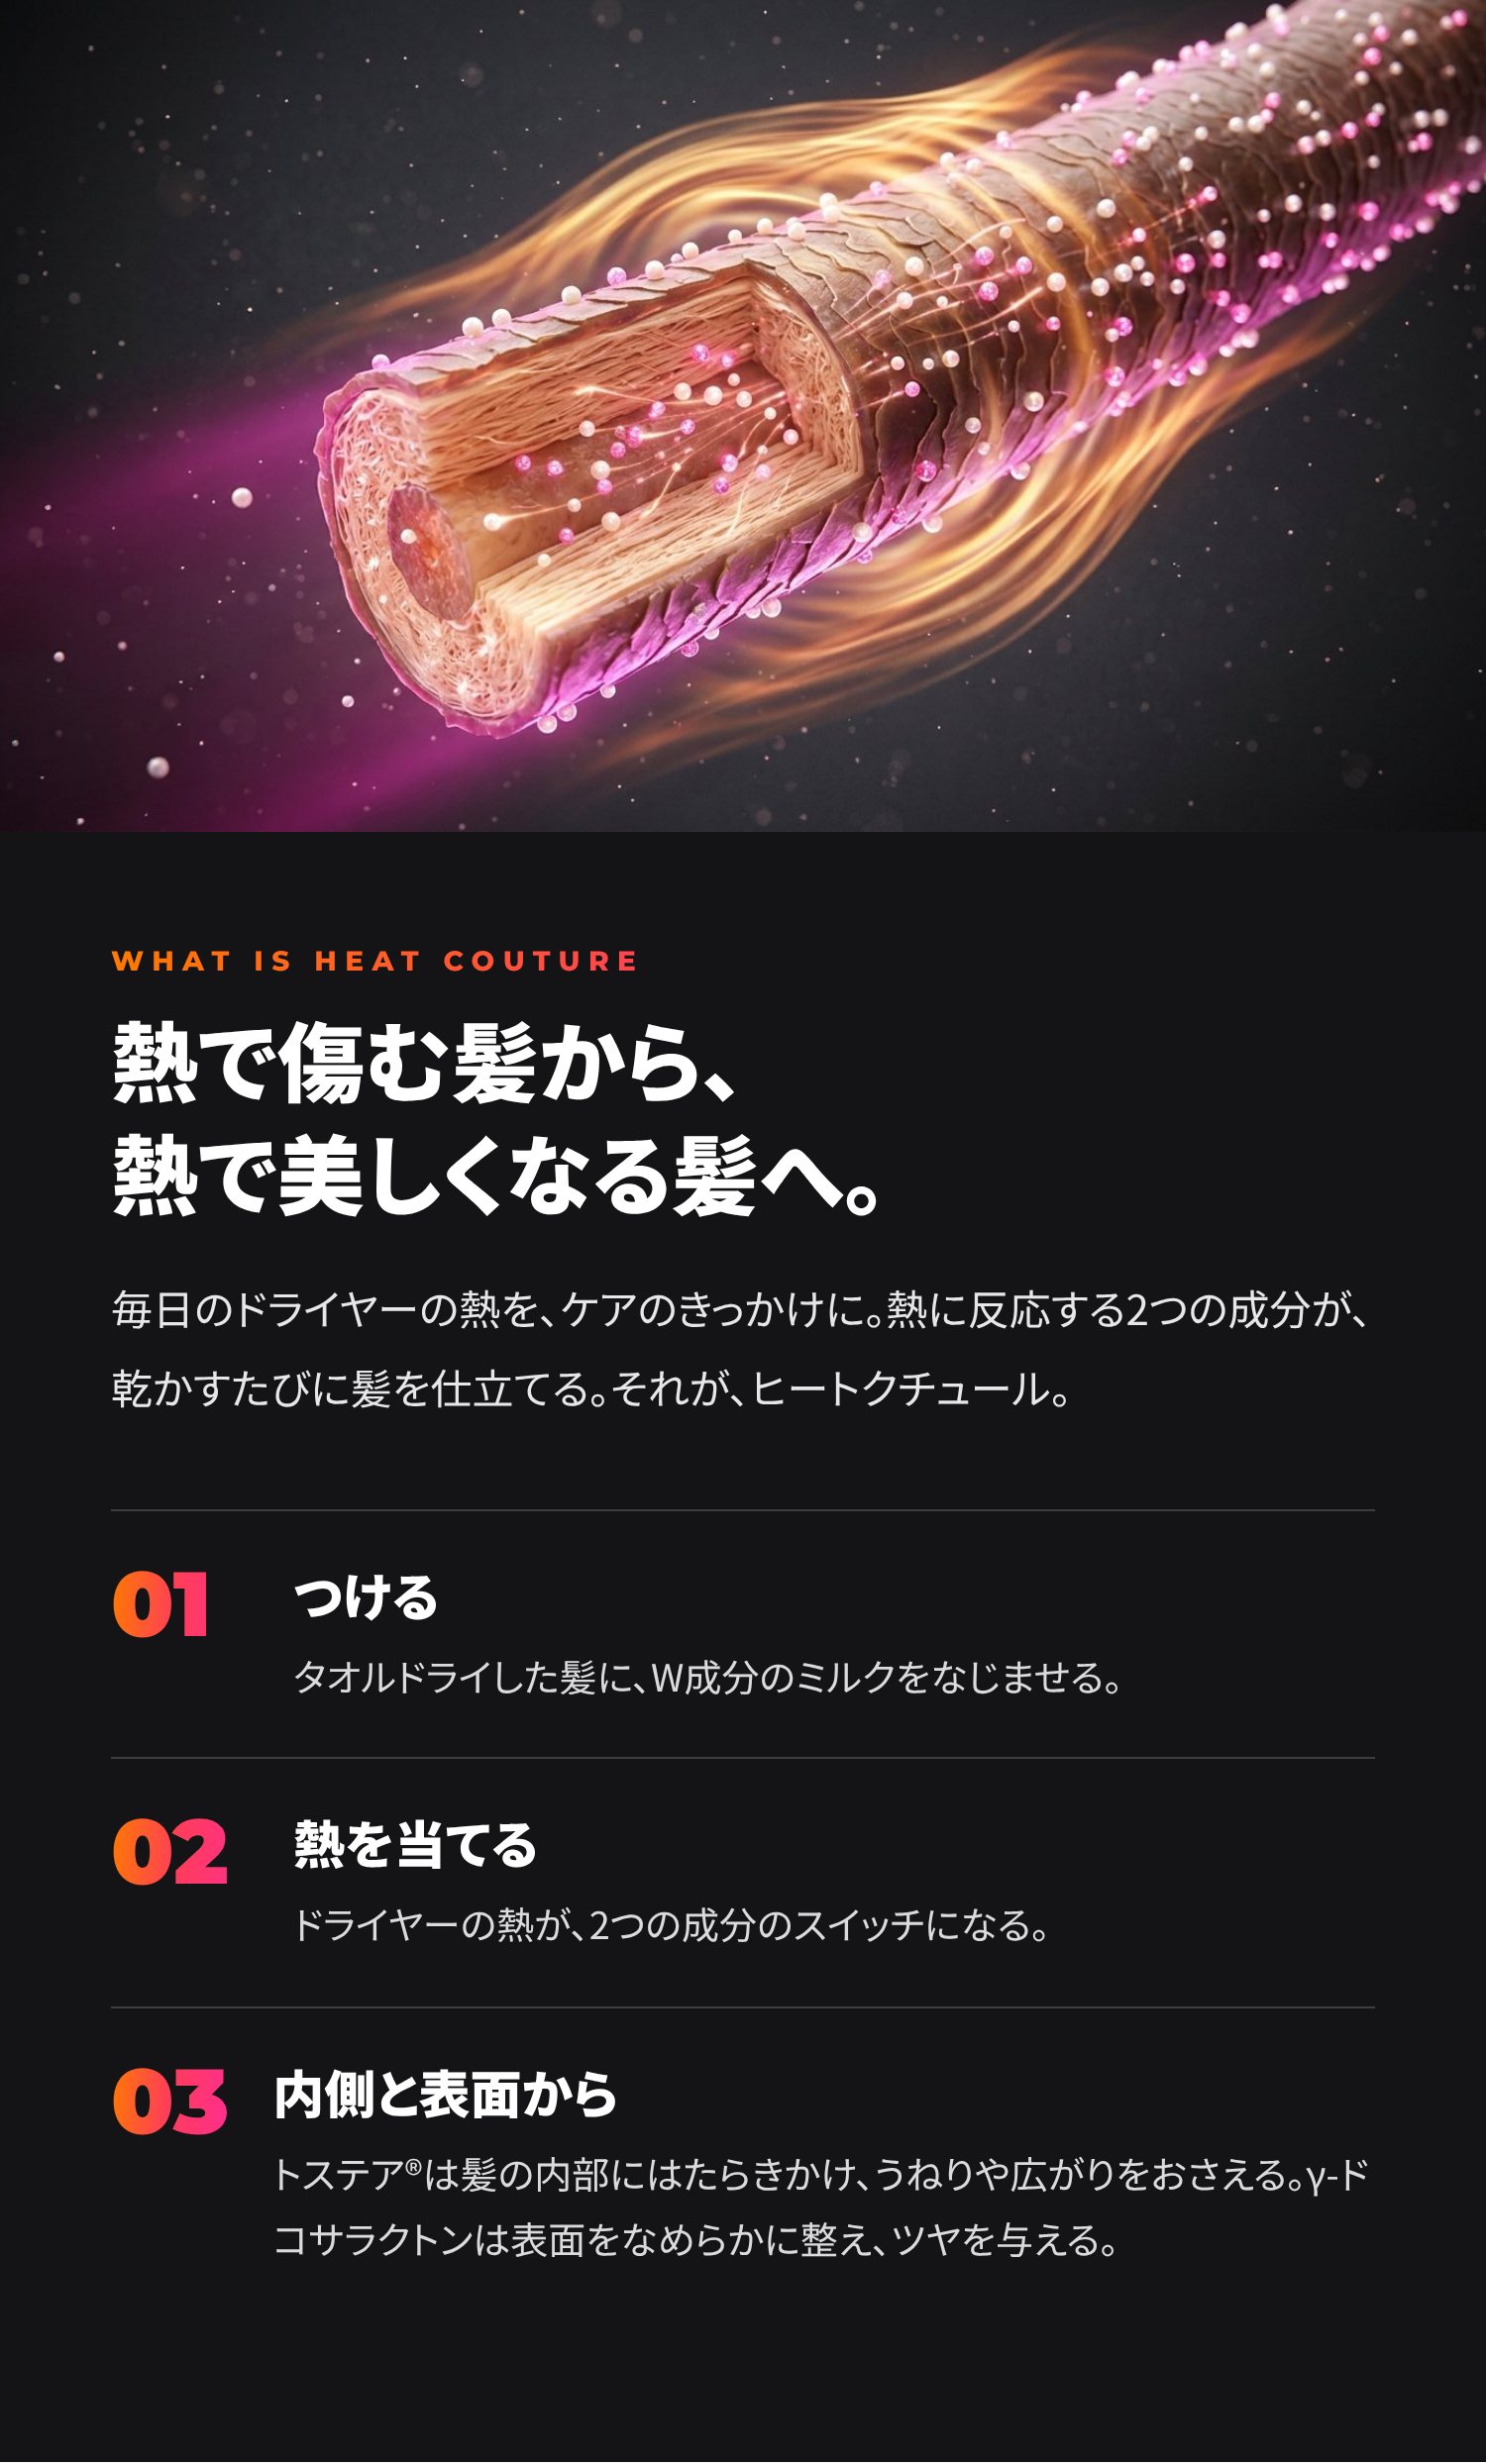 WHAT IS HEAT COUTURE
熱で傷む髪から、
熱で美しくなる髪へ。
毎日のドライヤーの熱を、ケアのきっかけに。熱に反応する2つの成分が、
乾かすたびに髪を仕立てる。それが、ヒートクチュール。
01
つける
タオルドライした髪に、W成分のミルクをなじませる。
02
熱を当てる
ドライヤーの熱が、2つの成分のスイッチになる。
03
内側と表面から
トステア®は髪の内部にはたらきかけ、うねりや広がりをおさえる。γ-ド
コサラクトンは表面をなめらかに整え、ツヤを与える。